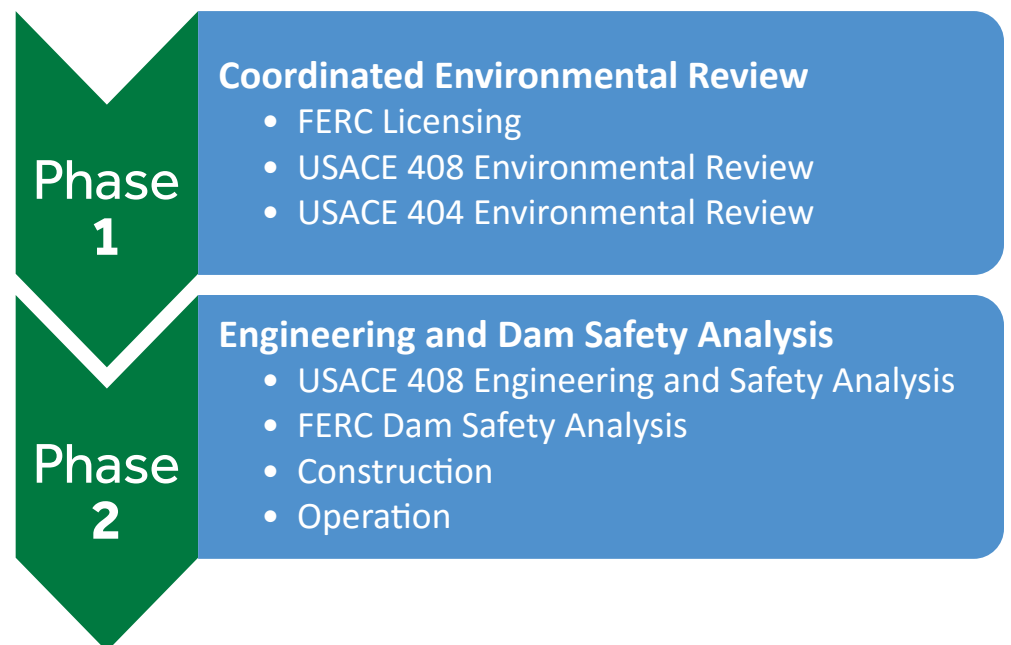 Phase
1
Coordinated Environmental Review
• FERC Licensing
• USACE 408 Environmental Review
• USACE 404 Environmental Review
Phase
2
Engineering and Dam Safety Analysis
• USACE 408 Engineering and Safety Analysis
• FERC Dam Safety Analysis
• Construction
• Operation